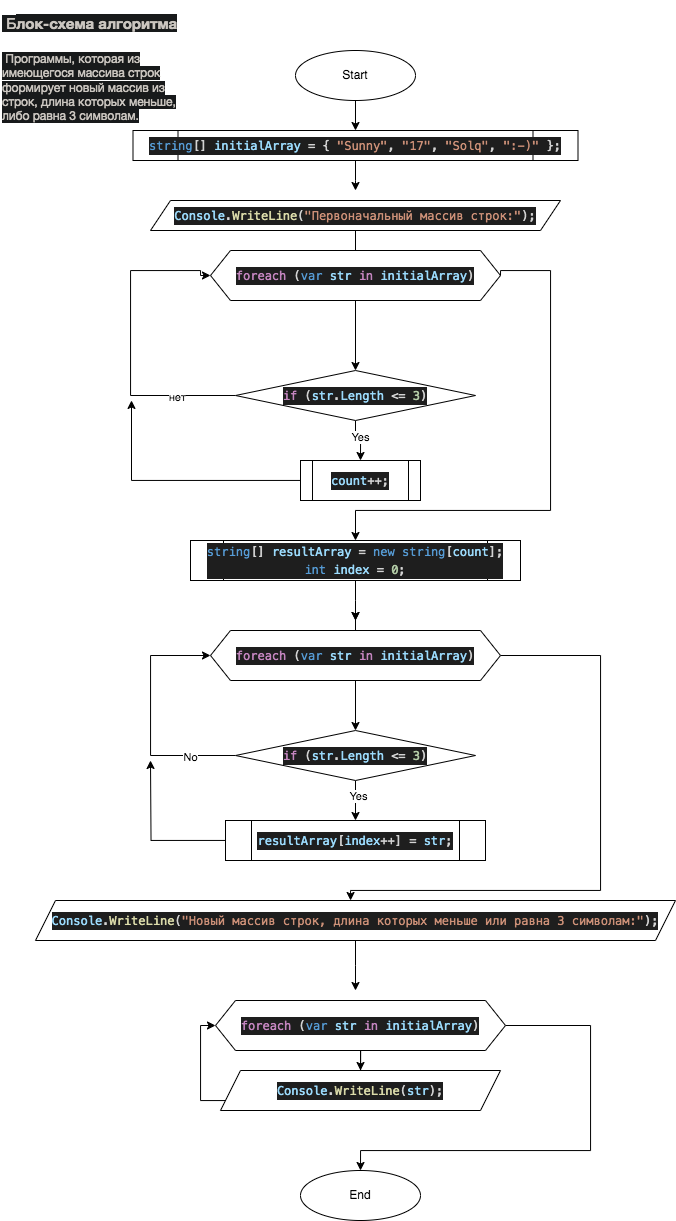 Блок-схема алгоритма
Программы, которая из
имеющегося массива строк
формирует новый массив из
строк, длина которых меньше,
либо равна 3 символам.
Start
string[] initialArray = { "Sunny", "17", "Solq", ":-)" };
Console.WriteLine("Первоначальный массив строк:");
foreach (var str in initialArray)
if (str.Length <= 3)
нет
Yes
count++;
string[] resultArray = new string[count];
int index = 0;
foreach (var str in initialArray)
if (str.Length <= 3)
No
Yes
resultArray[index++] = str;
Console.WriteLine("Новый массив строк, длина которых меньше или равна 3 символам:");
foreach (var str in initialArray)
Console.WriteLine(str);
End